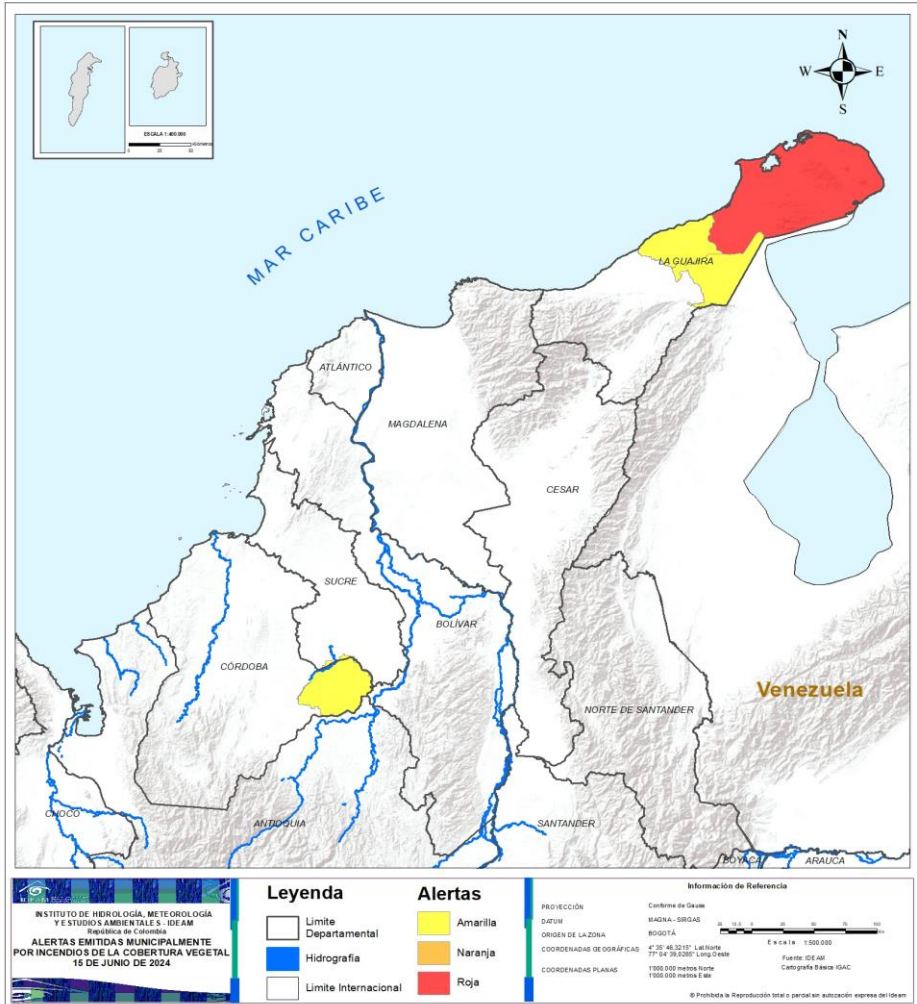 ESCALA 1:400.000
N
W
E
S
MAR CARIBE
LA GUAJIRA
ATLÁNTICO
MAGDALENA
CESAR
SUCRE
BOLÍVAR
CÓRDOBA
NORTE DE SANTANDER
Venezuela
CHOCO
ANTIOQUIA
SANTANDER
BOYACÁ
ARAUCA
INSTITUTO DE HIDROLOGÍA, METEOROLOGÍA
Y ESTUDIOS AMBIENTALES - IDEAM
República de Colombia
ALERTAS EMITIDAS MUNICIPALMENTE
POR INCENDIOS DE LA COBERTURA VEGETAL
15 DE JUNIO DE 2024
Leyenda
Limite
Departamental
Hidrografía
Limite Internacional
Alertas
Amarilla
Naranja
Roja
Información de Referencia
PROYECCIÓN Conforme de Gauss
DATUM MAGNA - SIRGAS
ORIGEN DE LA ZONA BOGOTÁ
COORDENADAS GEOGRÁFICAS 4° 35' 46,3215" Lat.Norte
77° 04' 39,0285" Long.Oeste
COORDENADAS PLANAS 1'000.000 metros Norte
1'000.000 metros Este
Escala 1:500.000
Fuente: IDEAM
Cartografía Básica IGAC
® Prohibida la Reproducción total o parcial sin autozación expresa del Ideam